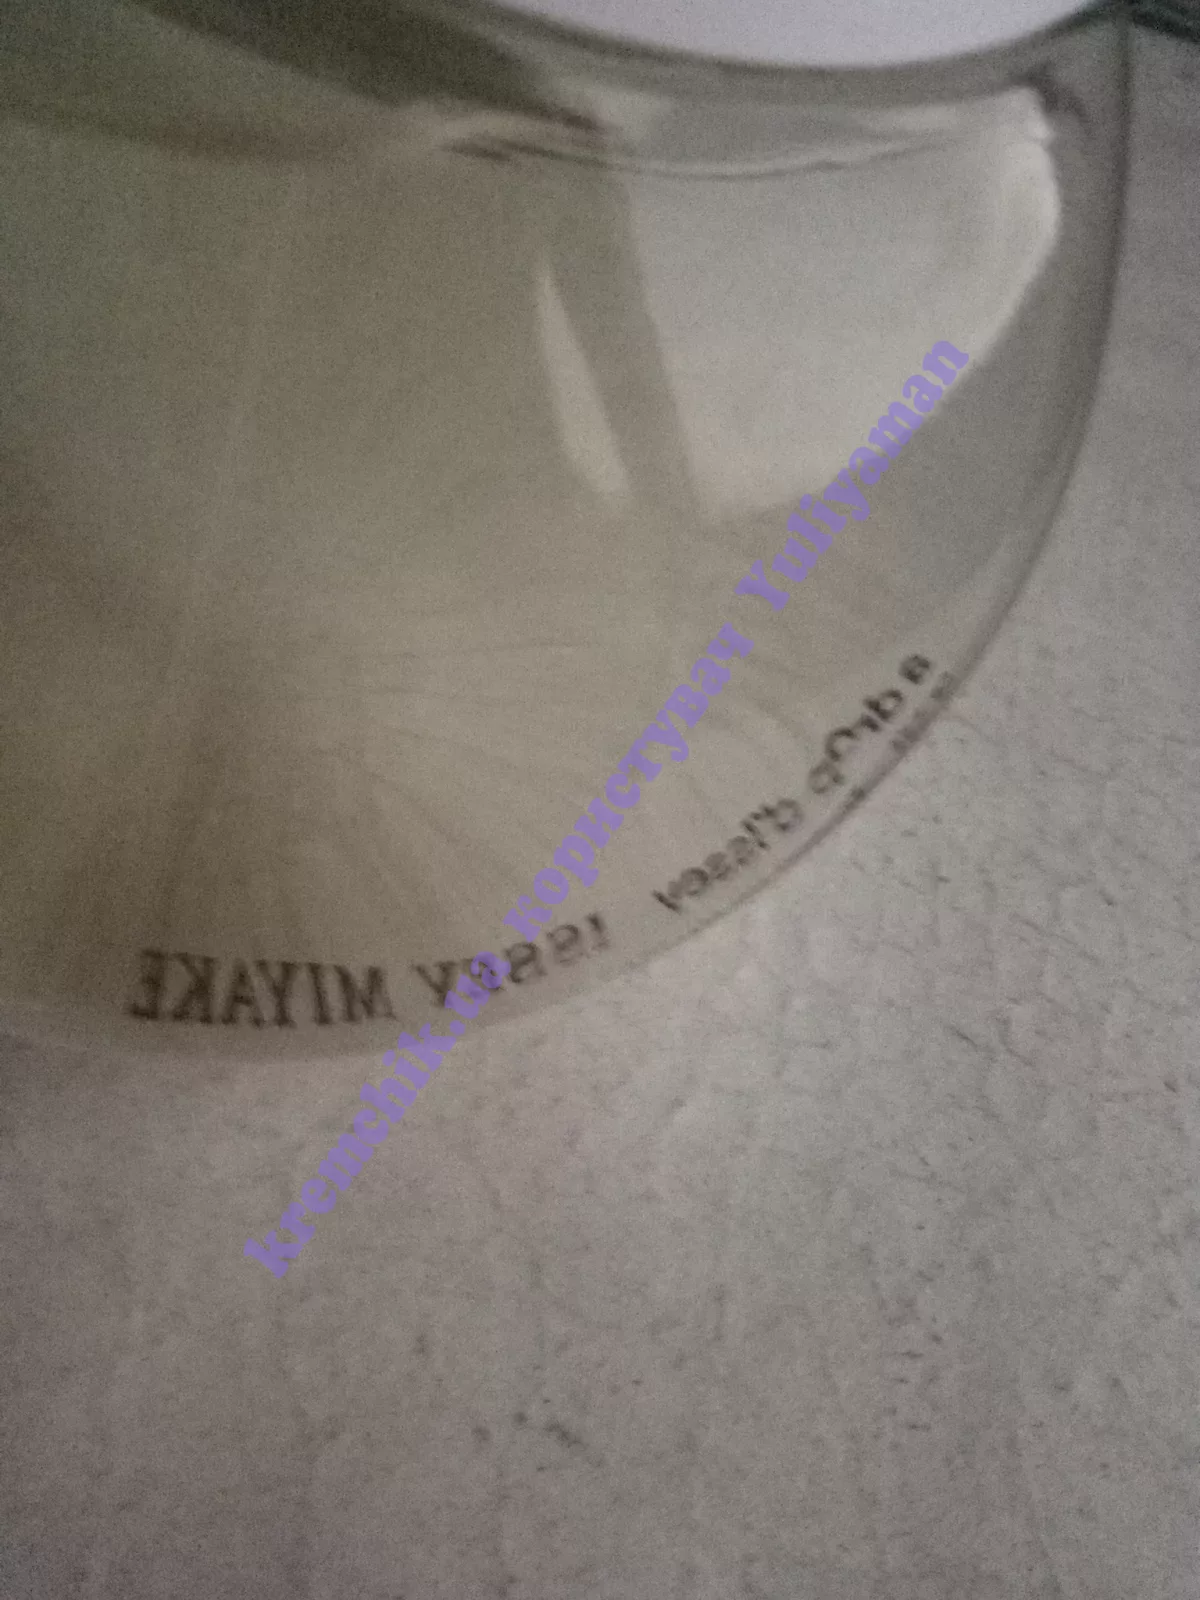 a drop d'Issey ISSEY MIYAKE
kremchik.ua користувач Yuliyaman